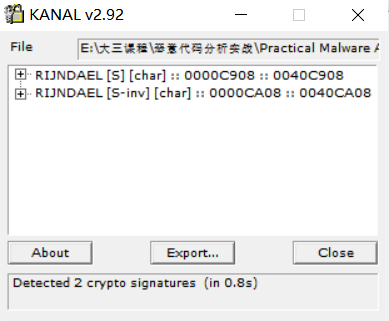 KANAL v2.92
File E:\大三课程\恶意代码分析实战\Practical Malware A
RIJNDAEL [S] [char] :: 0000C908 :: 0040C908
RIJNDAEL [S-inv] [char] :: 0000CA08 :: 0040CA08
About Export... Close
Detected 2 crypto signatures (in 0.8s)